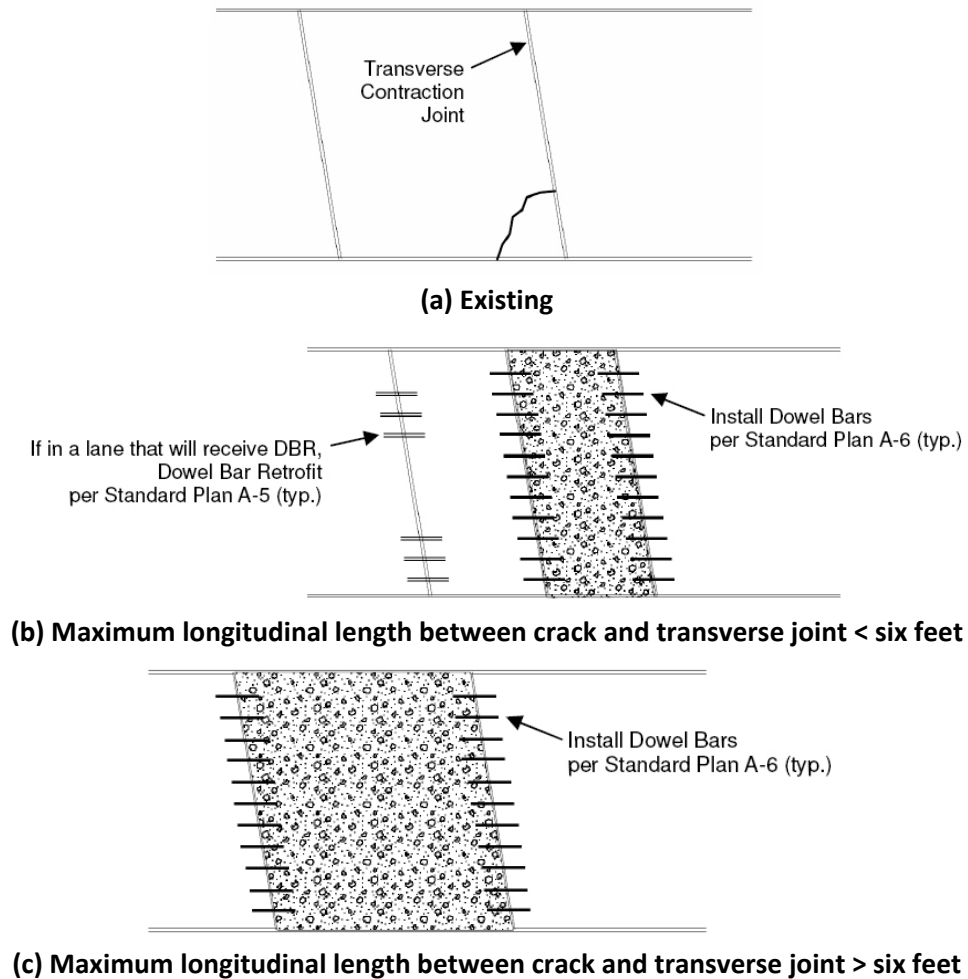 Transverse
Contraction
Joint
(a) Existing
If in a lane that will receive DBR,
Dowel Bar Retrofit
per Standard Plan A-5 (typ.)
Install Dowel Bars
per Standard Plan A-6 (typ.)
(b) Maximum longitudinal length between crack and transverse joint < six feet
Install Dowel Bars
per Standard Plan A-6 (typ.)
(c) Maximum longitudinal length between crack and transverse joint > six feet